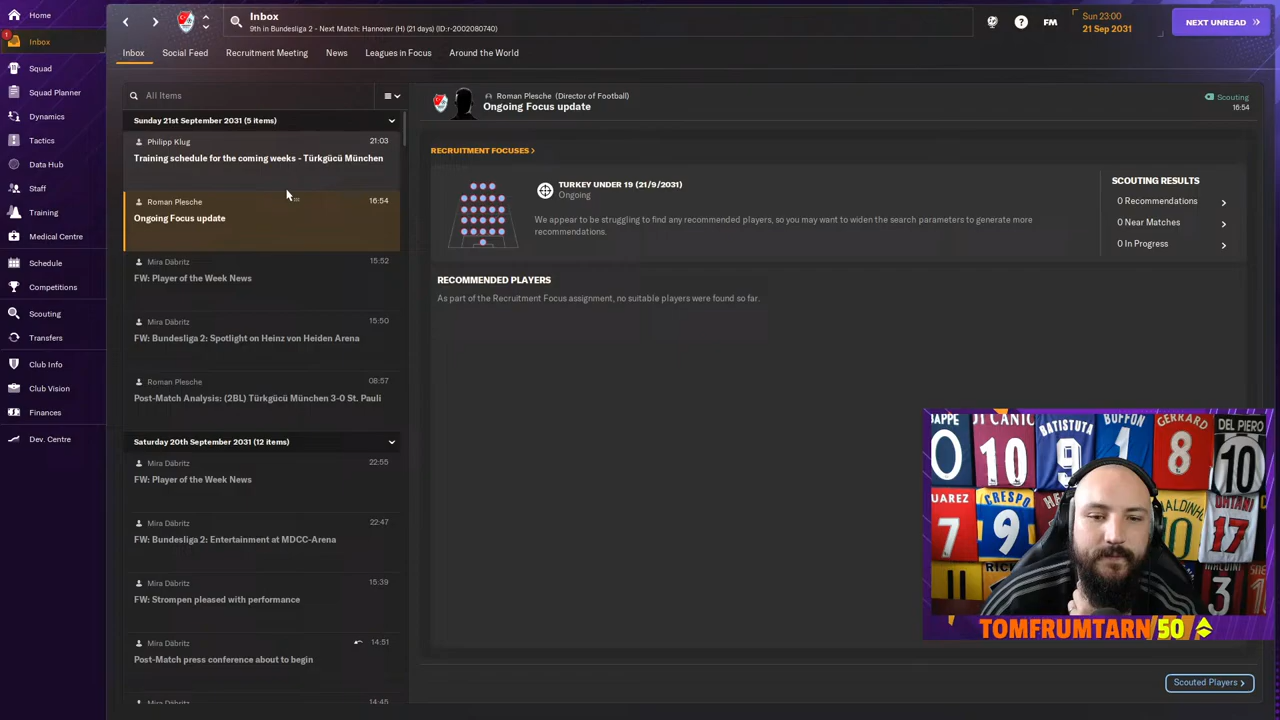 Home
Inbox
Squad
Squad Planner
Dynamics
Tactics
Data Hub
Staff
Training
Medical Centre
Schedule
Competitions
Scouting
Transfers
Club Info
Club Vision
Finances
Dev. Centre
1
Inbox
9th in Bundesliga 2 - Next Match: Hannover (H) (21 days) (ID:r-2002080740)
FM
Sun 23:00
21 Sep 2031
NEXT UNREAD
Inbox Social Feed Recruitment Meeting News Leagues in Focus Around the World
All Items
Sunday 21st September 2031 (5 items)
Philipp Klug 21:03
Training schedule for the coming weeks - Türkgücü München
Roman Plesche 16:54
Ongoing Focus update
Mira Däbritz 15:52
FW: Player of the Week News
Mira Däbritz 15:50
FW: Bundesliga 2: Spotlight on Heinz von Heiden Arena
Roman Plesche 08:57
Post-Match Analysis: (2BL) Türkgücü München 3-0 St. Pauli
Saturday 20th September 2031 (12 items)
Mira Däbritz 22:55
FW: Player of the Week News
Mira Däbritz 22:47
FW: Bundesliga 2: Entertainment at MDCC-Arena
Mira Däbritz 15:39
FW: Strompen pleased with performance
Mira Däbritz 14:51
Post-Match press conference about to begin
Mira Däbritz 14:45
Roman Plesche (Director of Football)
Ongoing Focus update
Scouting
16:54
RECRUITMENT FOCUSES >
TURKEY UNDER 19 (21/9/2031)
Ongoing
We appear to be struggling to find any recommended players, so you may want to widen the search parameters to generate more
recommendations.
SCOUTING RESULTS
0 Recommendations
0 Near Matches
0 In Progress
RECOMMENDED PLAYERS
As part of the Recruitment Focus assignment, no suitable players were found so far.
10
BATISTUTA
9
BUFFON
1
GERRARD
8
DEL PIERO
10
UAREZ
7
CRESPO
9
17
3
TOMFRUMTARN 50
Scouted Players >